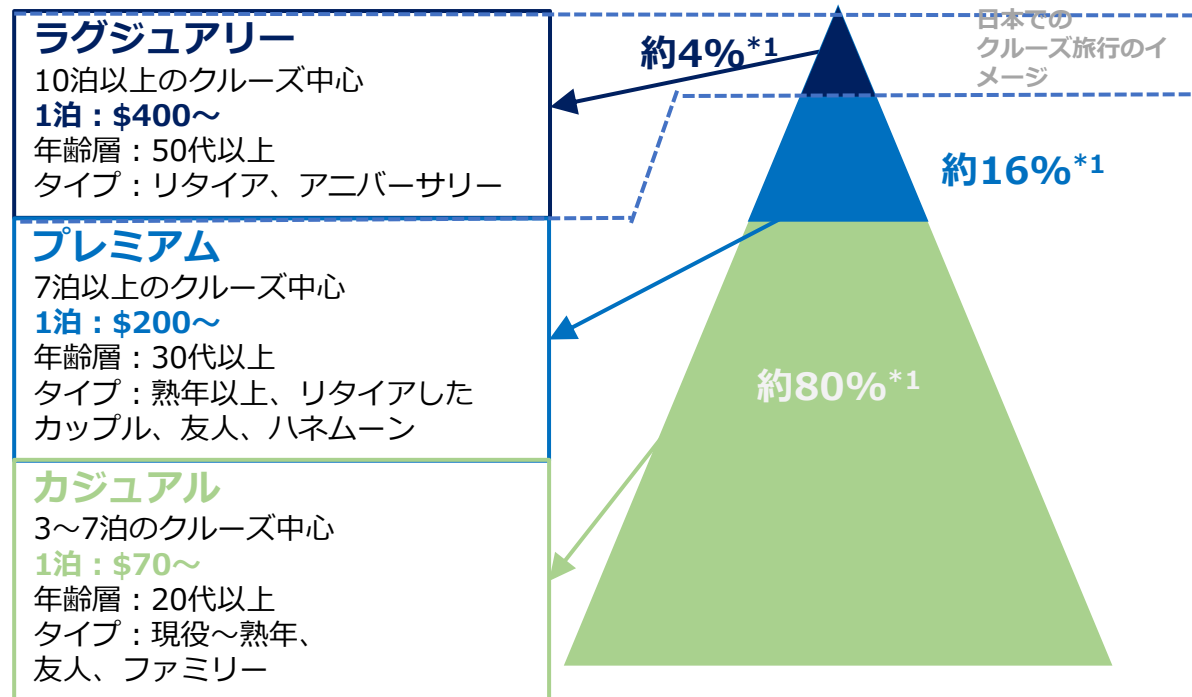 ラグジュアリー
10泊以上のクルーズ中心
1泊：$400～
年齢層：50代以上
タイプ：リタイア、アニバーサリー
プレミアム
7泊以上のクルーズ中心
1泊：$200～
年齢層：30代以上
タイプ：熟年以上、リタイアした
カップル、友人、ハネムーン
カジュアル
3～7泊のクルーズ中心
1泊：$70～
年齢層：20代以上
タイプ：現役～熟年、
友人、ファミリー
約4%*1
日本での
クルーズ旅行のイ
メージ
約16%*1
約80%*1